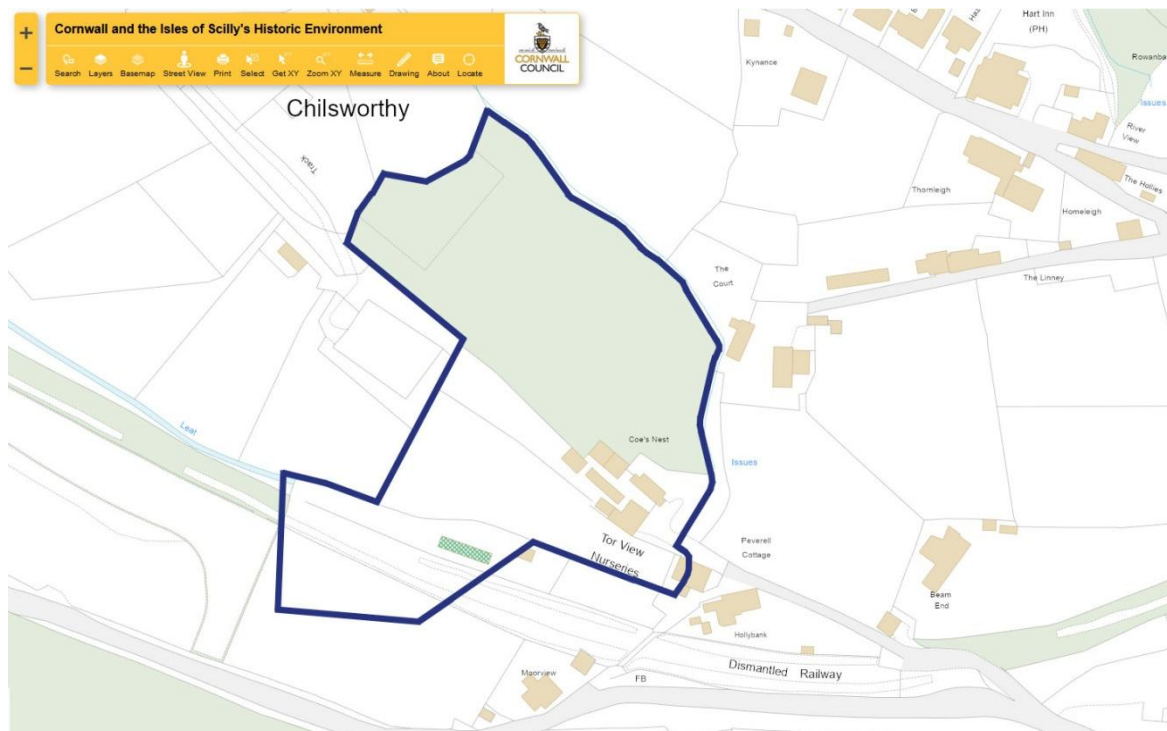 Cornwall and the Isles of Scilly's Historic Environment
Search Layers Basemap Street View Print Select Get XY Zoom XY Measure Drawing About Locate
CORNWALL
COUNCIL
Hart Inn
(PH)
Kynance
Rowanba
Issues
Chilsworthy
Track
River
View
The Hollies
Thornleigh
Homeleigh
The
Court
The Linney
Leat
Coe's Nest
Issues
Tor View
Nurseries
Peverell
Cottage
Beam
End
Hollybank
Moorview
FB
Dismantled Railway